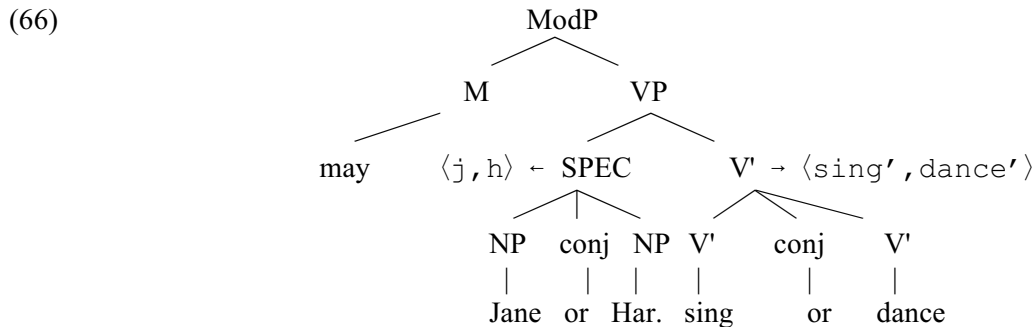 (66) ModP
M VP
may ⟨j,h⟩ ← SPEC V' → ⟨sing′,dance′⟩
NP conj NP V' conj V'
Jane or Har. sing or dance